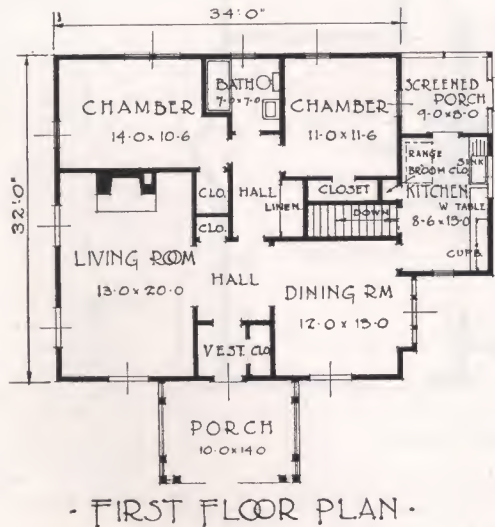 34'-0"
32'-0"
CHAMBER
14-0 x 10-6
BATH
7-0 x 7-0
CHAMBER
11-0 x 11-6
SCREENED
PORCH
9-0 x 8-0
RANGE
BROOM CLO.
SINK
KITCHEN
W. TABLE
8-6 x 13-0
CUPB.
CLO.
CLO.
HALL
LINEN
CLOSET
DOWN
LIVING ROOM
13-0 x 20-0
HALL
DINING RM
12-0 x 13-0
VEST.
CLO
PORCH
10-0 x 14-0
- FIRST FLOOR PLAN -